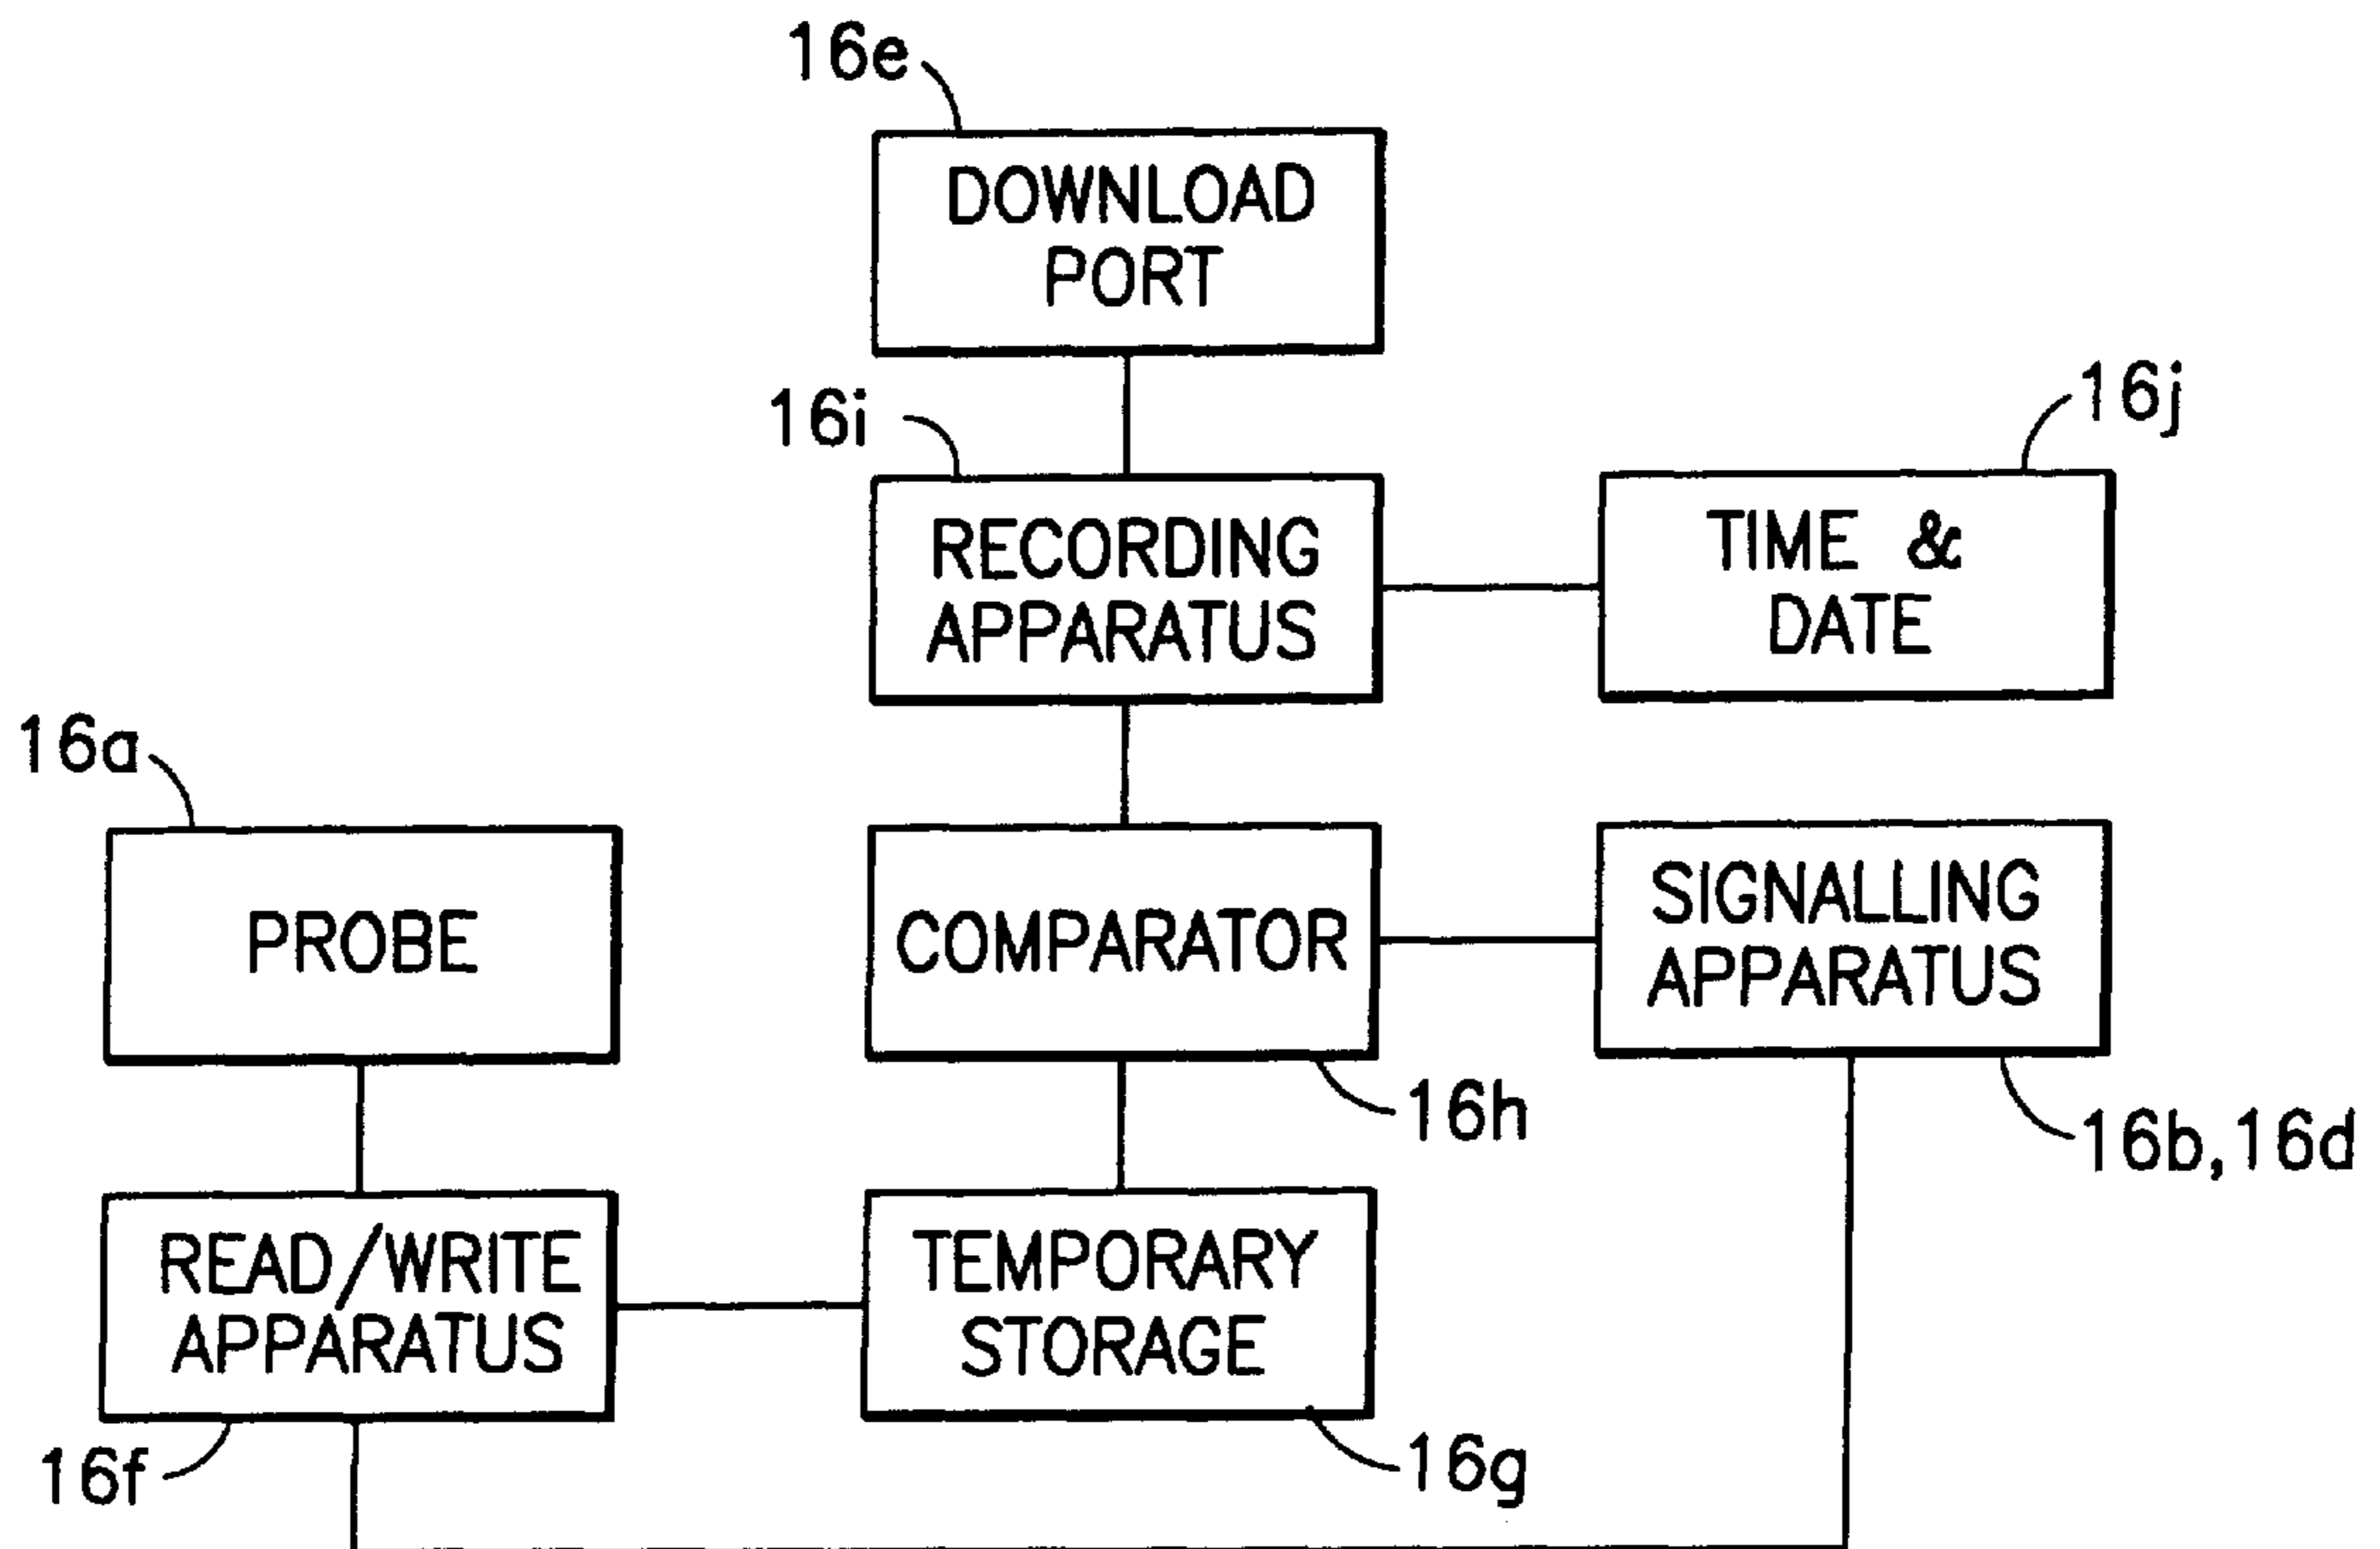 16e
DOWNLOAD
PORT
16i
16j
RECORDING
APPARATUS
TIME &
DATE
16a
PROBE
COMPARATOR
SIGNALLING
APPARATUS
16h
16b,16d
READ/WRITE
APPARATUS
TEMPORARY
STORAGE
16f
16g